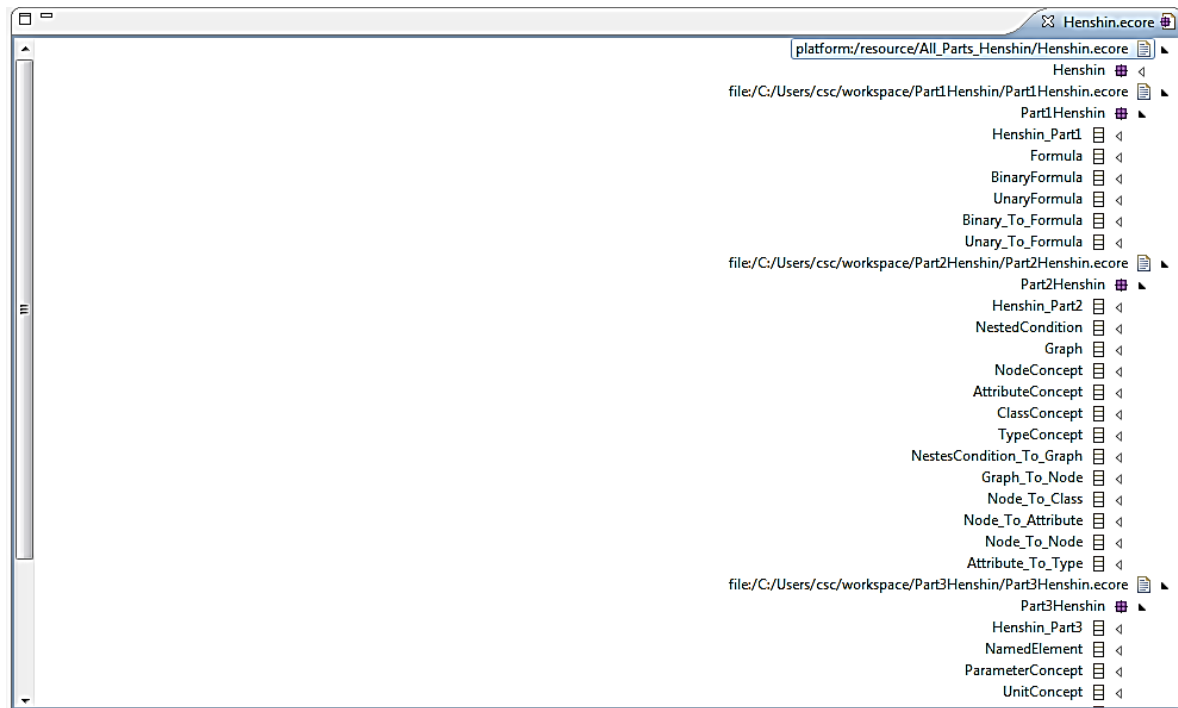 Henshin.ecore
platform:/resource/All_Parts_Henshin/Henshin.ecore
Henshin
file:/C:/Users/csc/workspace/Part1Henshin/Part1Henshin.ecore
Part1Henshin
Henshin_Part1
Formula
BinaryFormula
UnaryFormula
Binary_To_Formula
Unary_To_Formula
file:/C:/Users/csc/workspace/Part2Henshin/Part2Henshin.ecore
Part2Henshin
Henshin_Part2
NestedCondition
Graph
NodeConcept
AttributeConcept
ClassConcept
TypeConcept
NestesCondition_To_Graph
Graph_To_Node
Node_To_Class
Node_To_Attribute
Node_To_Node
Attribute_To_Type
file:/C:/Users/csc/workspace/Part3Henshin/Part3Henshin.ecore
Part3Henshin
Henshin_Part3
NamedElement
ParameterConcept
UnitConcept